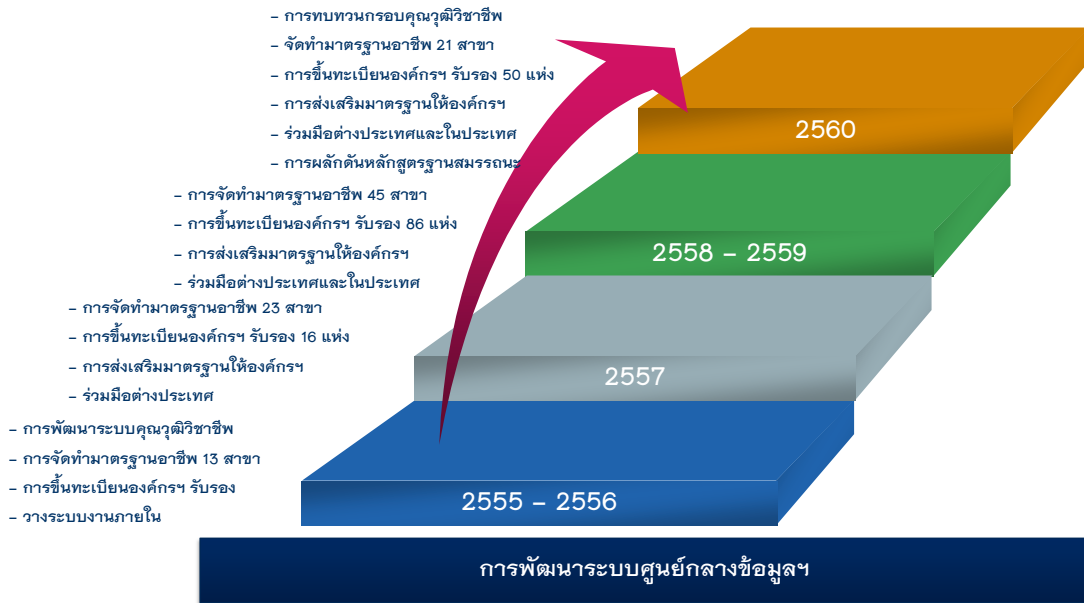 – การทบทวนกรอบคุณวุฒิวิชาชีพ
– จัดทำมาตรฐานอาชีพ 21 สาขา
– การขึ้นทะเบียนองค์กรฯ รับรอง 50 แห่ง
– การส่งเสริมมาตรฐานให้องค์กรฯ
– ร่วมมือต่างประเทศและในประเทศ
– การผลักดันหลักสูตรฐานสมรรถนะ
2560
– การจัดทำมาตรฐานอาชีพ 45 สาขา
– การขึ้นทะเบียนองค์กรฯ รับรอง 86 แห่ง
– การส่งเสริมมาตรฐานให้องค์กรฯ
– ร่วมมือต่างประเทศและในประเทศ
2558 – 2559
– การจัดทำมาตรฐานอาชีพ 23 สาขา
– การขึ้นทะเบียนองค์กรฯ รับรอง 16 แห่ง
– การส่งเสริมมาตรฐานให้องค์กรฯ
– ร่วมมือต่างประเทศ
2557
– การพัฒนาระบบคุณวุฒิวิชาชีพ
– การจัดทำมาตรฐานอาชีพ 13 สาขา
– การขึ้นทะเบียนองค์กรฯ รับรอง
– วางระบบงานภายใน
2555 – 2556
การพัฒนาระบบศูนย์กลางข้อมูลฯ